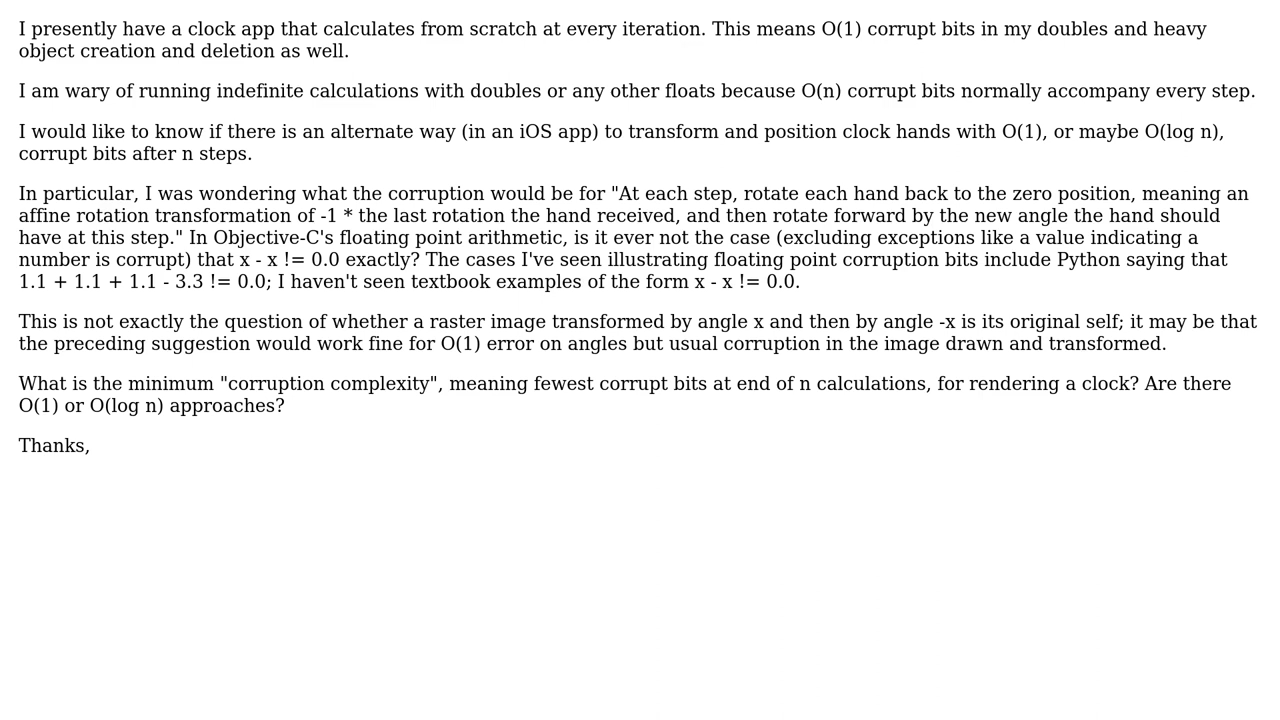 I presently have a clock app that calculates from scratch at every iteration. This means O(1) corrupt bits in my doubles and heavy
object creation and deletion as well.
I am wary of running indefinite calculations with doubles or any other floats because O(n) corrupt bits normally accompany every step.
I would like to know if there is an alternate way (in an iOS app) to transform and position clock hands with O(1), or maybe O(log n),
corrupt bits after n steps.
In particular, I was wondering what the corruption would be for "At each step, rotate each hand back to the zero position, meaning an
affine rotation transformation of -1 * the last rotation the hand received, and then rotate forward by the new angle the hand should
have at this step." In Objective-C's floating point arithmetic, is it ever not the case (excluding exceptions like a value indicating a
number is corrupt) that x - x != 0.0 exactly? The cases I've seen illustrating floating point corruption bits include Python saying that
1.1 + 1.1 + 1.1 - 3.3 != 0.0; I haven't seen textbook examples of the form x - x != 0.0.
This is not exactly the question of whether a raster image transformed by angle x and then by angle -x is its original self; it may be that
the preceding suggestion would work fine for O(1) error on angles but usual corruption in the image drawn and transformed.
What is the minimum "corruption complexity", meaning fewest corrupt bits at end of n calculations, for rendering a clock? Are there
O(1) or O(log n) approaches?
Thanks,